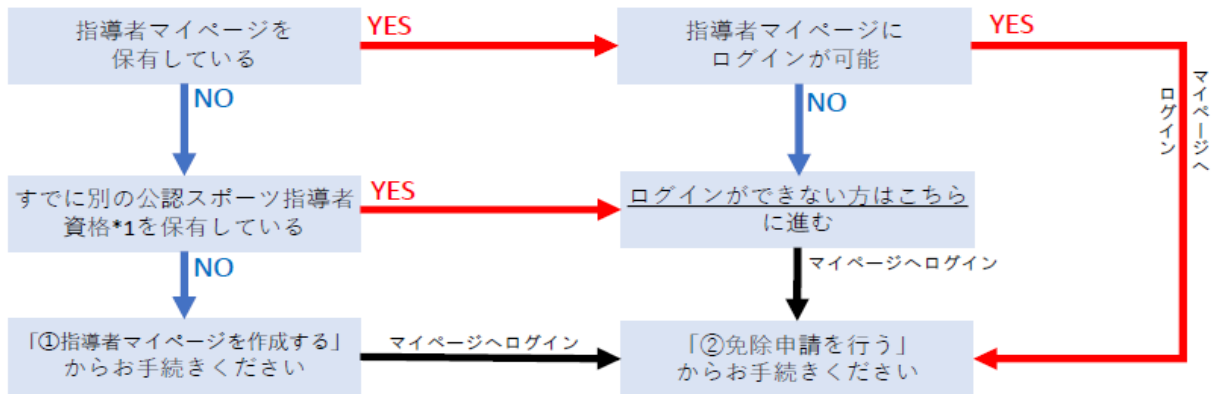 指導者マイページを
保有している
YES
指導者マイページに
ログインが可能
YES
マイページへ
ログイン
NO
NO
すでに別の公認スポーツ指導者
資格*1を保有している
YES
ログインができない方はこちら
に進む
NO
マイページへログイン
「①指導者マイページを作成する」
からお手続きください
マイページへログイン
「②免除申請を行う」
からお手続きください